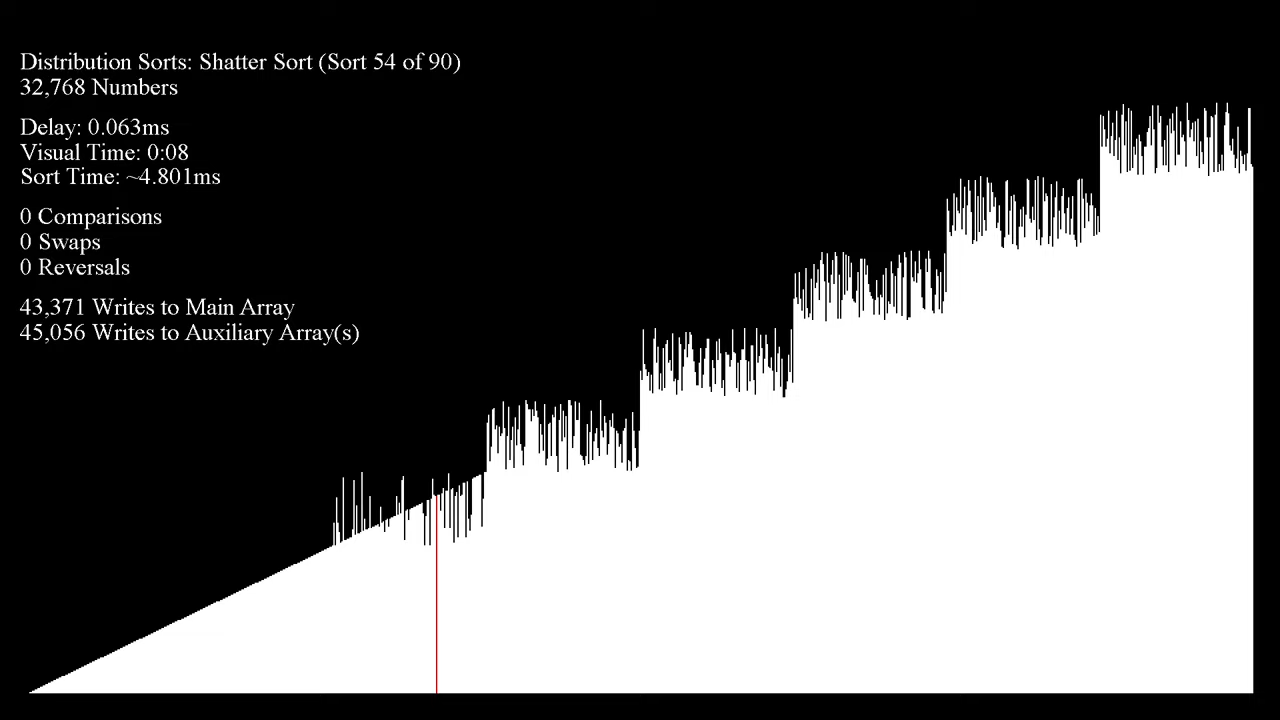 Distribution Sorts: Shatter Sort (Sort 54 of 90)
32,768 Numbers
Delay: 0.063ms
Visual Time: 0:08
Sort Time: ~4.801ms
0 Comparisons
0 Swaps
0 Reversals
43,371 Writes to Main Array
45,056 Writes to Auxiliary Array(s)